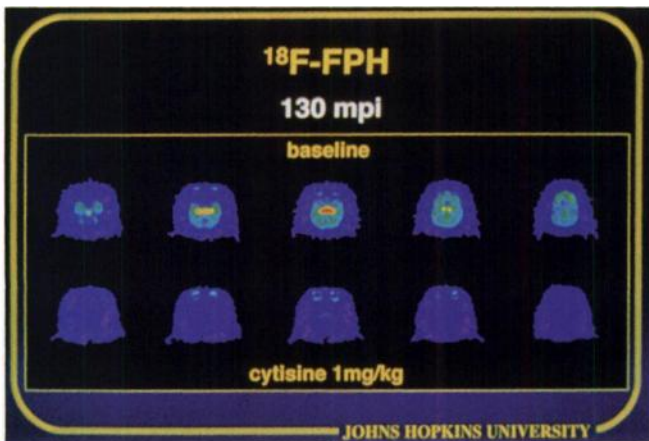 ¹⁸F-FPH
130 mpi
baseline
cytisine 1mg/kg
JOHNS HOPKINS UNIVERSITY